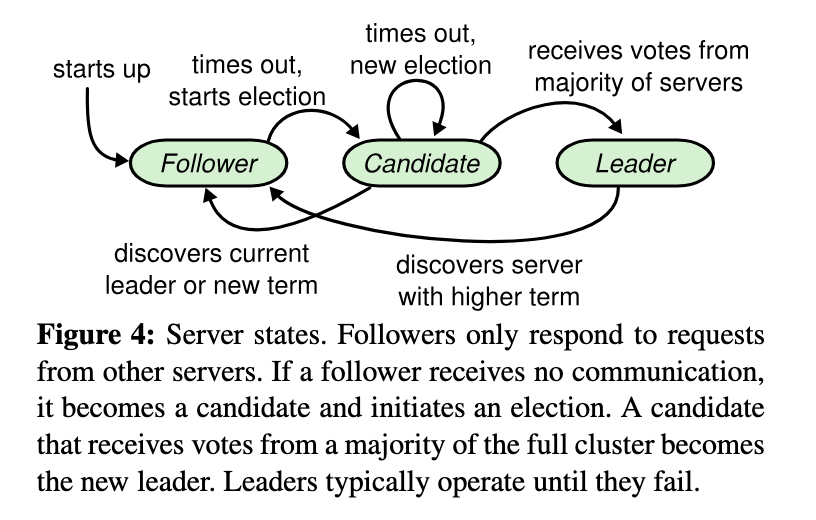 times out,
new election
receives votes from
majority of servers
starts up
times out,
starts election
Follower
Candidate
Leader
discovers current
leader or new term
discovers server
with higher term
Figure 4: Server states. Followers only respond to requests
from other servers. If a follower receives no communication,
it becomes a candidate and initiates an election. A candidate
that receives votes from a majority of the full cluster becomes
the new leader. Leaders typically operate until they fail.